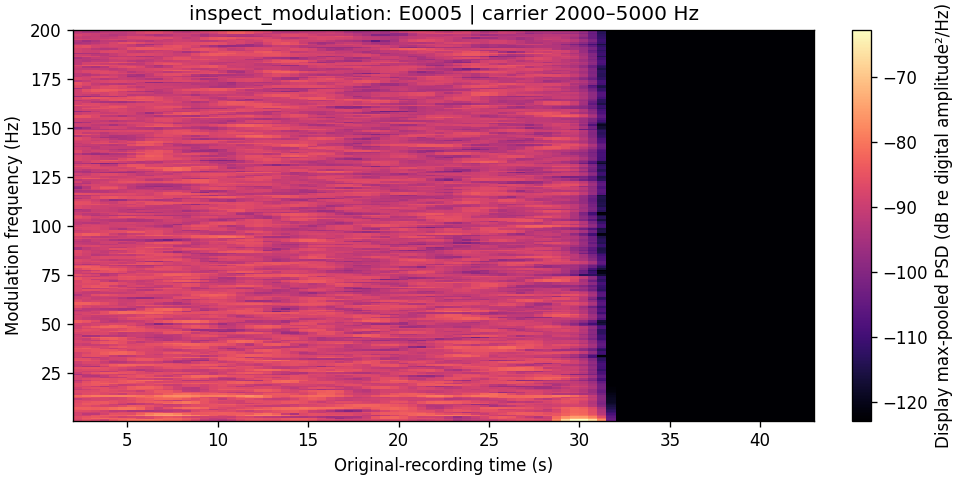 inspect_modulation: E0005 | carrier 2000–5000 Hz
200
175
150
125
100
75
50
25
Modulation frequency (Hz)
5 10 15 20 25 30 35 40
Original-recording time (s)
−70
−80
−90
−100
−110
−120
Display max-pooled PSD (dB re digital amplitude²/Hz)